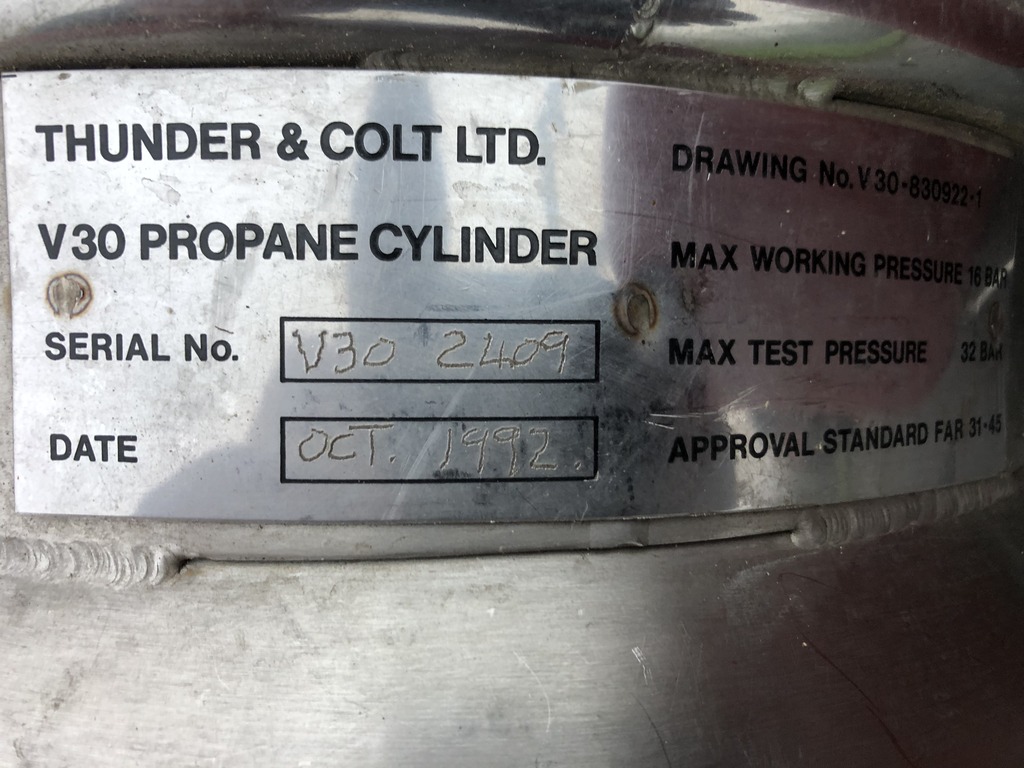 THUNDER & COLT LTD.
V30 PROPANE CYLINDER
SERIAL No. V30 2409
DATE OCT. 1992.
DRAWING No. V30-830922-1
MAX WORKING PRESSURE 16 BAR
MAX TEST PRESSURE 32 BAR
APPROVAL STANDARD FAR 31·45